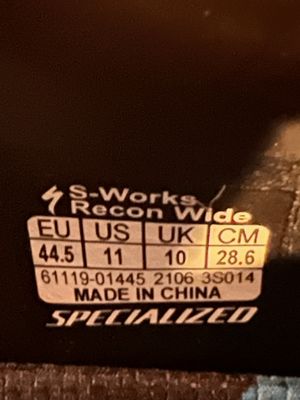 S-Works
Recon Wide
EU US UK CM
44.5 11 10 28.6
61119-01445 2106 3S014
MADE IN CHINA
SPECIALIZED